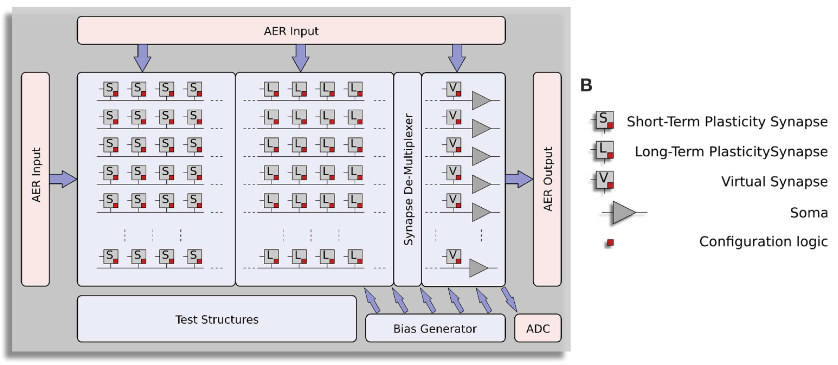 AER Input
AER Input
S S S S
L L L L
V
S S S S
L L L L
V
S S S S
L L L L
V
S S S S
L L L L
V
S S S S
L L L L
V
S S S S
L L L L
V
Synapse De-Multiplexer
AER Output
Test Structures
Bias Generator
ADC
B
S Short-Term Plasticity Synapse
L Long-Term PlasticitySynapse
V Virtual Synapse
Soma
Configuration logic